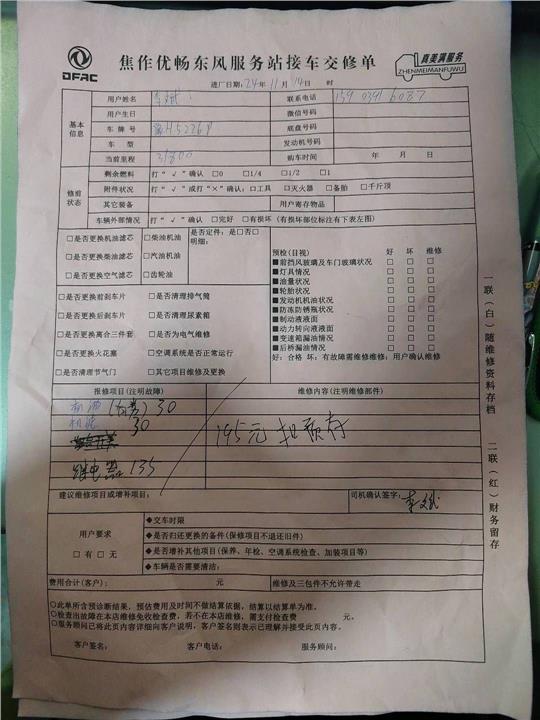 DFAC
焦作优畅东风服务站接车交修单
真美满服务
ZHENMEIMANFUWU
进厂日期:24年11月14日 时
基本信息
用户姓名
联系电话 159 0391 6087
用户生日 微信号码
车牌号 豫H5226P 底盘号码
车型 发动机号码
当前里程 31800 购车时间 年 月 日
修前状态
剩余燃料 打“√”确认 □0 □1/4 □1/2 □1
附件状况 打“√”或打“×”确认:□工具 □灭火器 □备胎 □千斤顶
其它装备 用户寄存物品
车辆外部情况 打“√”确认 □完好 □有损坏(有损部位标注有下表左图)
□是否更换机油滤芯 □柴油机油 是否定件:是□否□
明细:
□是否更换柴油滤芯 □汽油机油
□是否更换空气滤芯 □齿轮油
预检(目视) 好 坏 维修
■前挡风玻璃及车门玻璃状况 □ □ □
■灯具情况 □ □ □
■油量状况 □ □ □
■轮胎状况 □ □ □
■发动机机油状况 □ □ □
■防冻防锈瓶状况 □ □ □
■制动液液面 □ □ □
■动力转向液液面 □ □ □
■变速箱漏油情况 □ □ □
■后桥漏油情况 □ □ □
好:合格 坏:有故障需维修维修:用户确认维修
□是否更换前刹车片 □是否清理排气筒
□是否更换后刹车片 □是否清理尿素箱
□是否更换离合三件套 □是否为电气维修
□是否更换火花塞 □空调系统是否正常运行
□是否清理节气门 □其它项目维修及更换
报修项目(注明故障) 维修内容(注明维修部件)
30
机滤 30
继电器 135
195元 扣预存
建议维修项目或增补项目: 司机确认签字:
用户要求
□有□无
◆交车时限
◆是否归还更换的备件(保修项目不退还旧件)
◆是否增补其他项目(保养、年检、空调系统检查、加装项目等)
◆车辆是否需要清洁:
费用合计(客户): 元 维修及三包件不允许带走
○此单所含预诊断结果,预估费用及时间不做结算依据,结算以结算单为准。
○检查出故障在本店维修免收检查费,若不在本店维修,需支付检查费 元。
○服务顾问已将此页内容详细向客户说明,客户签名则表示已理解并接受此页内容。
客户签名: 客户电话: 服务顾问:
一联(白)随维修资料存档 二联(红)财务留存